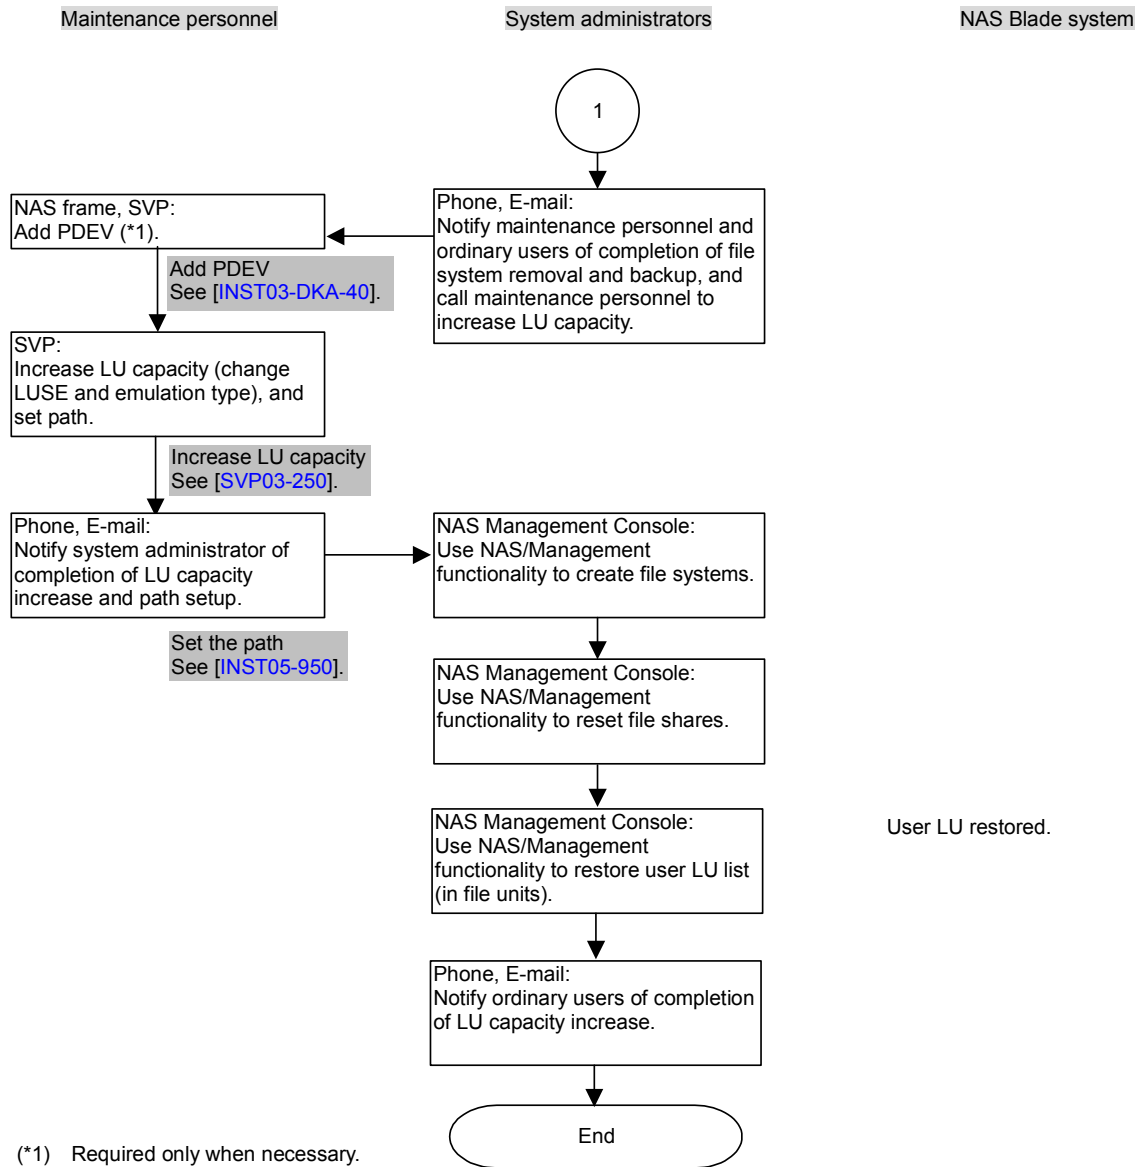 Maintenance personnel
System administrators
NAS Blade system
1
Phone, E-mail:
Notify maintenance personnel and
ordinary users of completion of file
system removal and backup, and
call maintenance personnel to
increase LU capacity.
NAS frame, SVP:
Add PDEV (*1).
Add PDEV
See [INST03-DKA-40].
SVP:
Increase LU capacity (change
LUSE and emulation type), and
set path.
Increase LU capacity
See [SVP03-250].
Phone, E-mail:
Notify system administrator of
completion of LU capacity
increase and path setup.
Set the path
See [INST05-950].
NAS Management Console:
Use NAS/Management
functionality to create file systems.
NAS Management Console:
Use NAS/Management
functionality to reset file shares.
NAS Management Console:
Use NAS/Management
functionality to restore user LU list
(in file units).
User LU restored.
Phone, E-mail:
Notify ordinary users of completion
of LU capacity increase.
End
(*1) Required only when necessary.